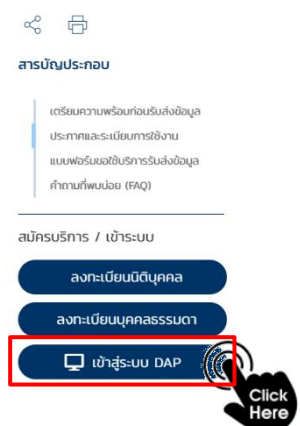 สารบัญประกอบ
เตรียมความพร้อมก่อนรับส่งข้อมูล
ประกาศและระเบียบการใช้งาน
แบบฟอร์มขอใช้บริการรับส่งข้อมูล
คำถามที่พบบ่อย (FAQ)
สมัครบริการ / เข้าระบบ
ลงทะเบียนนิติบุคคล
ลงทะเบียนบุคคลธรรมดา
เข้าสู่ระบบ DAP
Click
Here